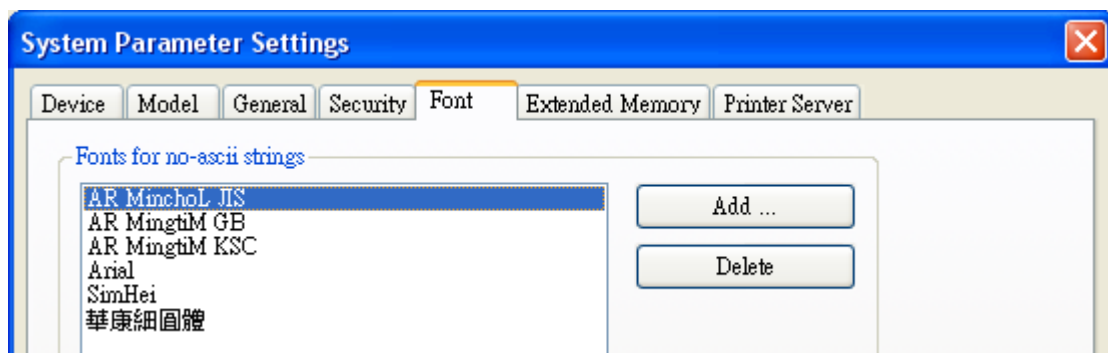 System Parameter Settings
Device Model General Security Font Extended Memory Printer Server
Fonts for no-ascii strings
AR MinchoL JIS
Add ...
AR MingtiM GB
AR MingtiM KSC
Delete
Arial
SimHei
華康細圓體